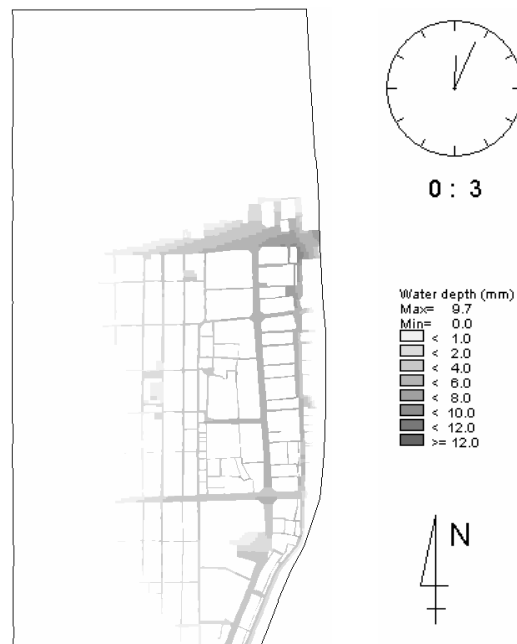 0 : 3
Water depth (mm)
Max= 9.7
Min= 0.0
< 1.0
< 2.0
< 4.0
< 6.0
< 8.0
< 10.0
< 12.0
>= 12.0
N